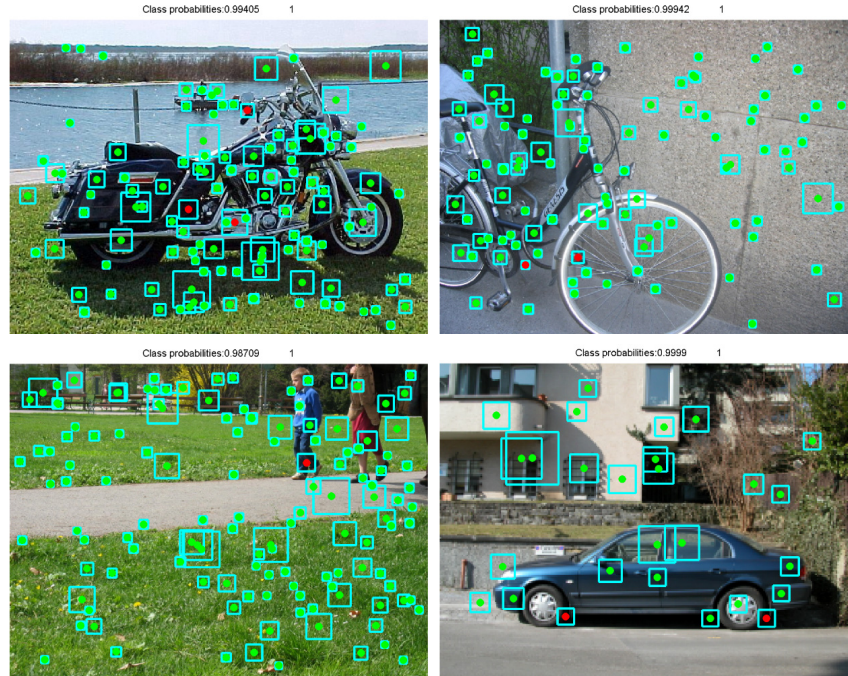 Class probabilities:0.99405 1
Class probabilities:0.99942 1
Class probabilities:0.98709 1
Class probabilities:0.9999 1